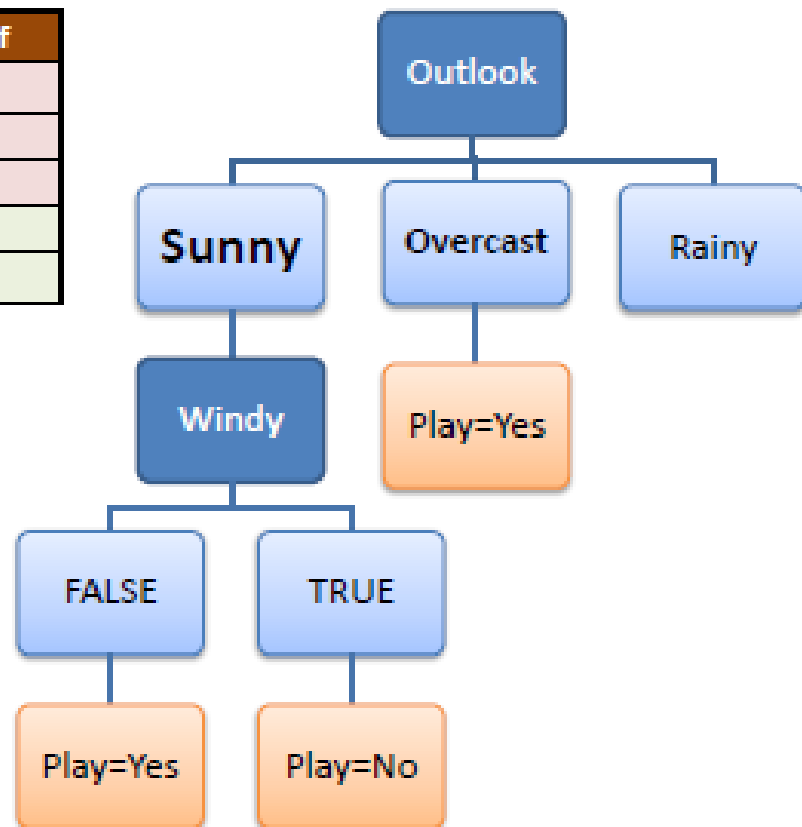 f
Outlook
Sunny
Overcast
Rainy
Windy
Play=Yes
FALSE
TRUE
Play=Yes
Play=No